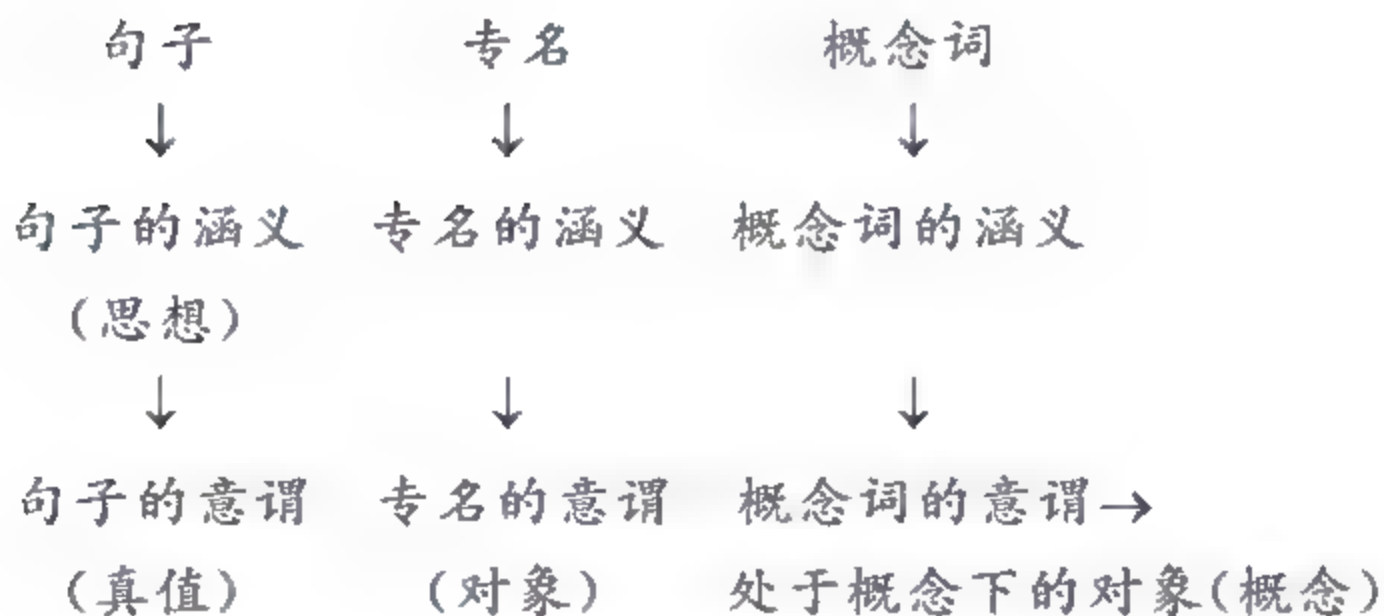 句子 专名 概念词
↓ ↓ ↓
句子的涵义 专名的涵义 概念词的涵义
(思想)
↓ ↓ ↓
句子的意谓 专名的意谓 概念词的意谓→
(真值) (对象) 处于概念下的对象(概念)